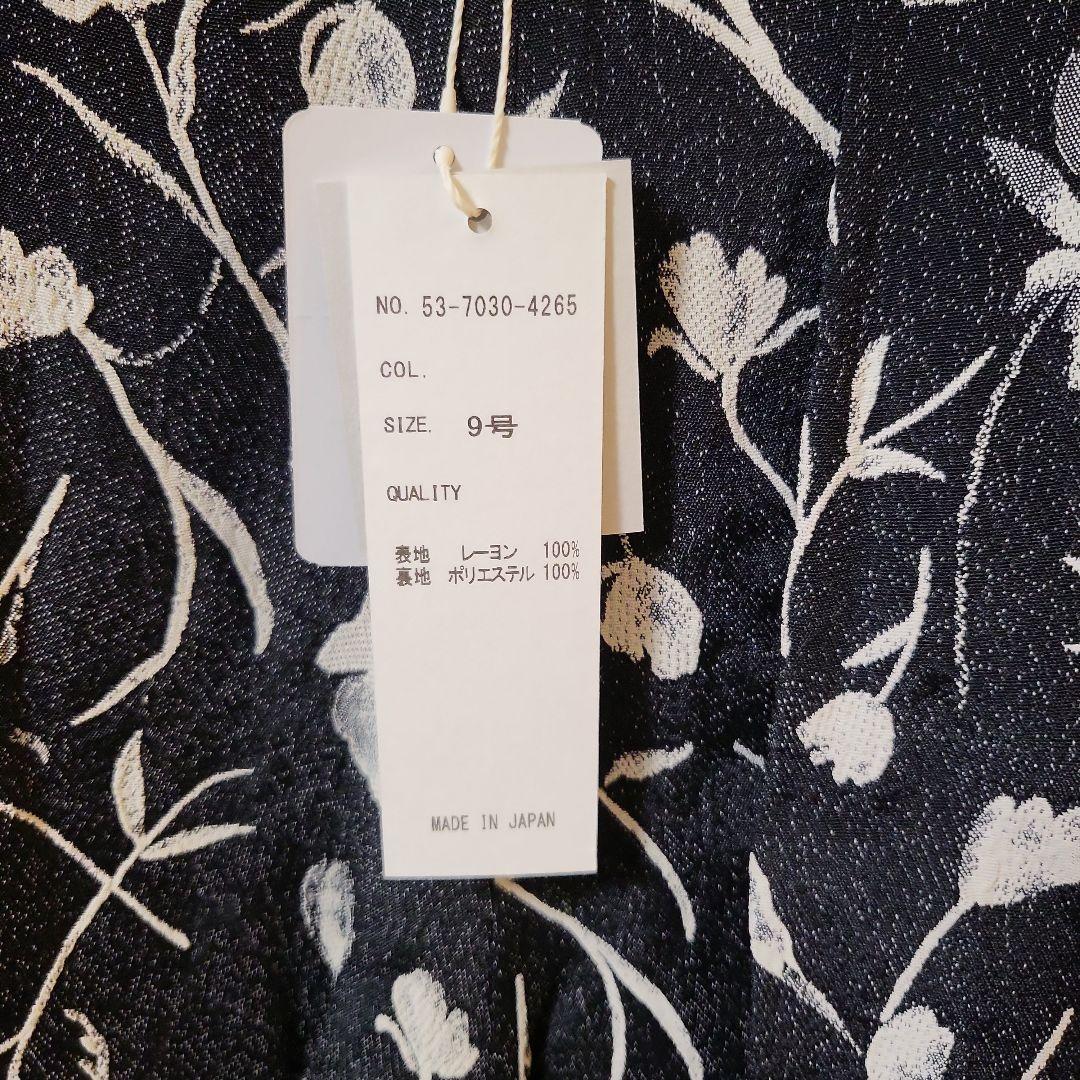 NO. 53-7030-4265
COL.
SIZE. 9号
QUALITY
表地 レーヨン 100%
裏地 ポリエステル 100%
MADE IN JAPAN